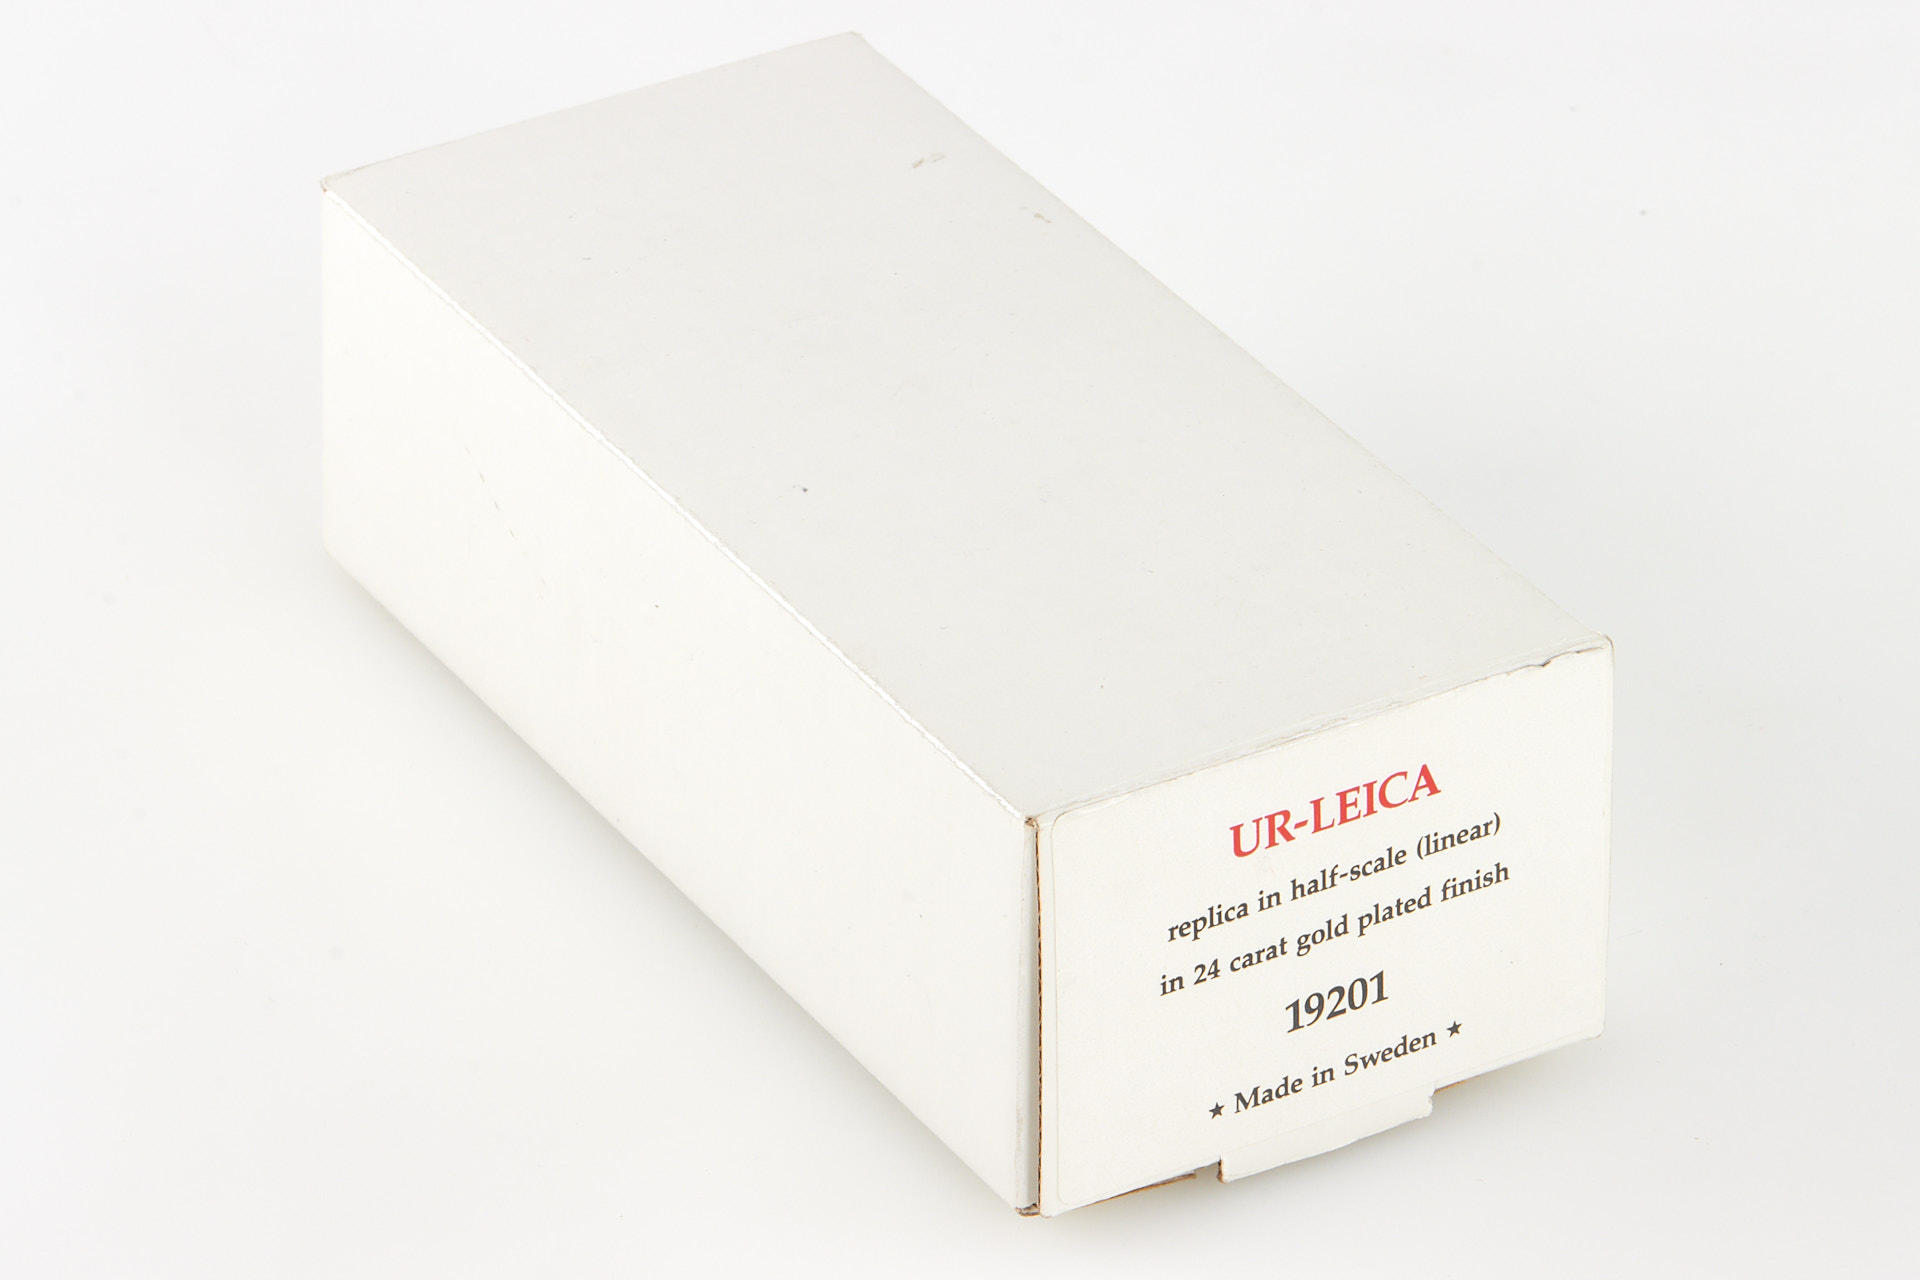 UR-LEICA
replica in half-scale (linear)
in 24 carat gold plated finish
19201
★ Made in Sweden ★